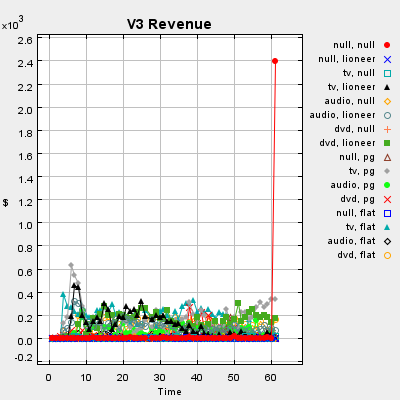 V3 Revenue
×10³
2.6
2.4
2.2
2.0
1.8
1.6
1.4
1.2
1.0
0.8
0.6
0.4
0.2
0.0
-0.2
$
0 10 20 30 40 50 60
Time
null, null
null, lioneer
tv, null
tv, lioneer
audio, null
audio, lioneer
dvd, null
dvd, lioneer
null, pg
tv, pg
audio, pg
dvd, pg
null, flat
tv, flat
audio, flat
dvd, flat